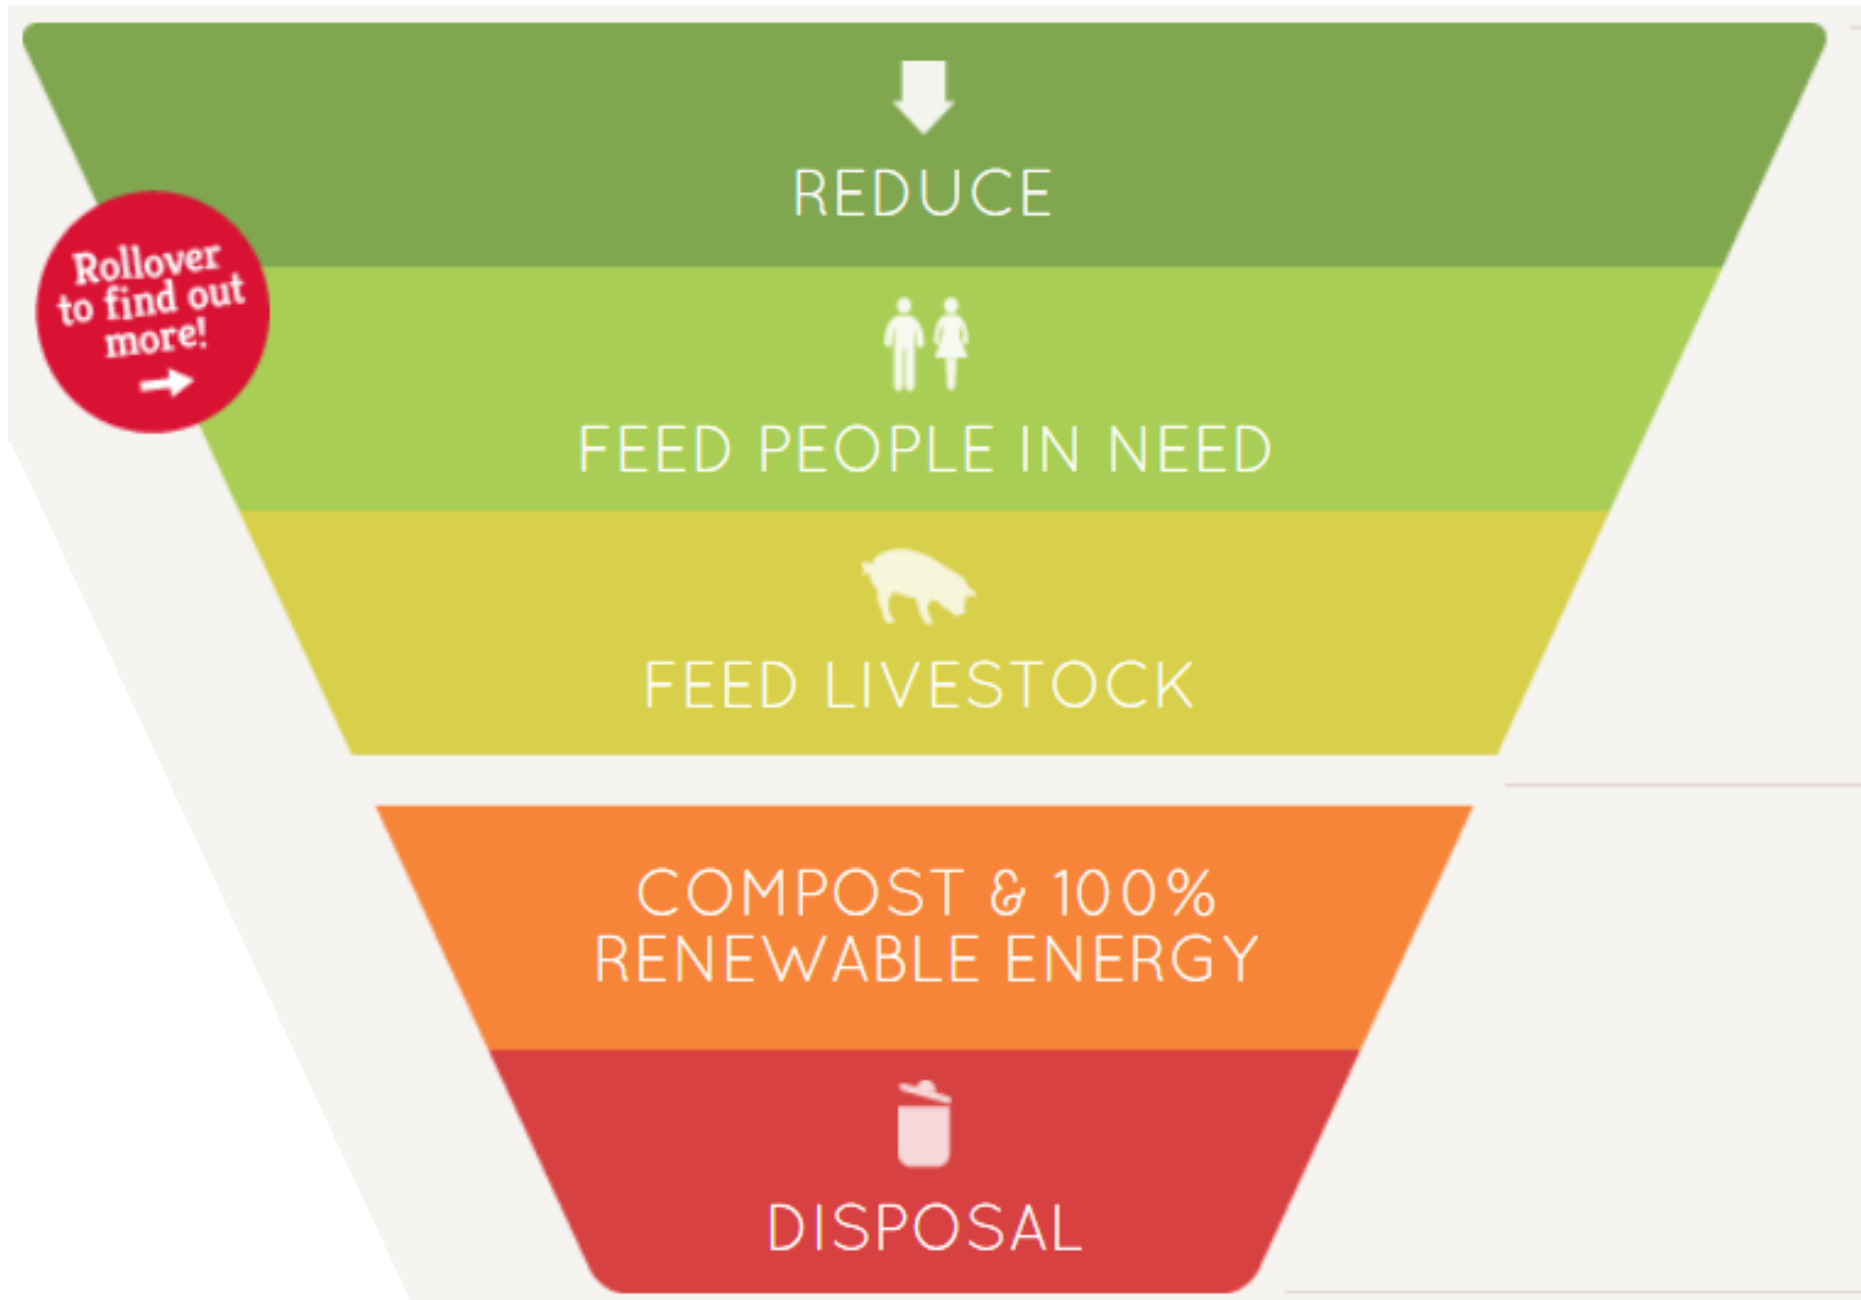 REDUCE
Rollover
to find out
more!
FEED PEOPLE IN NEED
FEED LIVESTOCK
COMPOST & 100%
RENEWABLE ENERGY
DISPOSAL